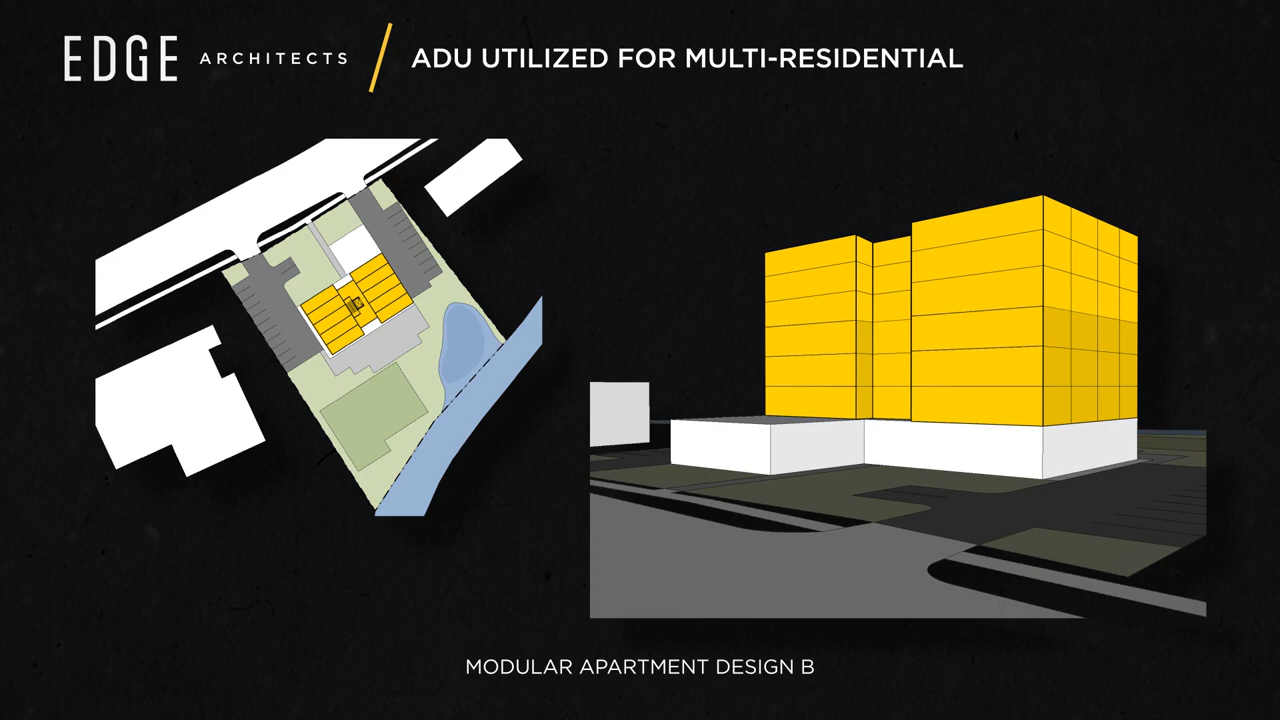 EDGE ARCHITECTS / ADU UTILIZED FOR MULTI-RESIDENTIAL
MODULAR APARTMENT DESIGN B